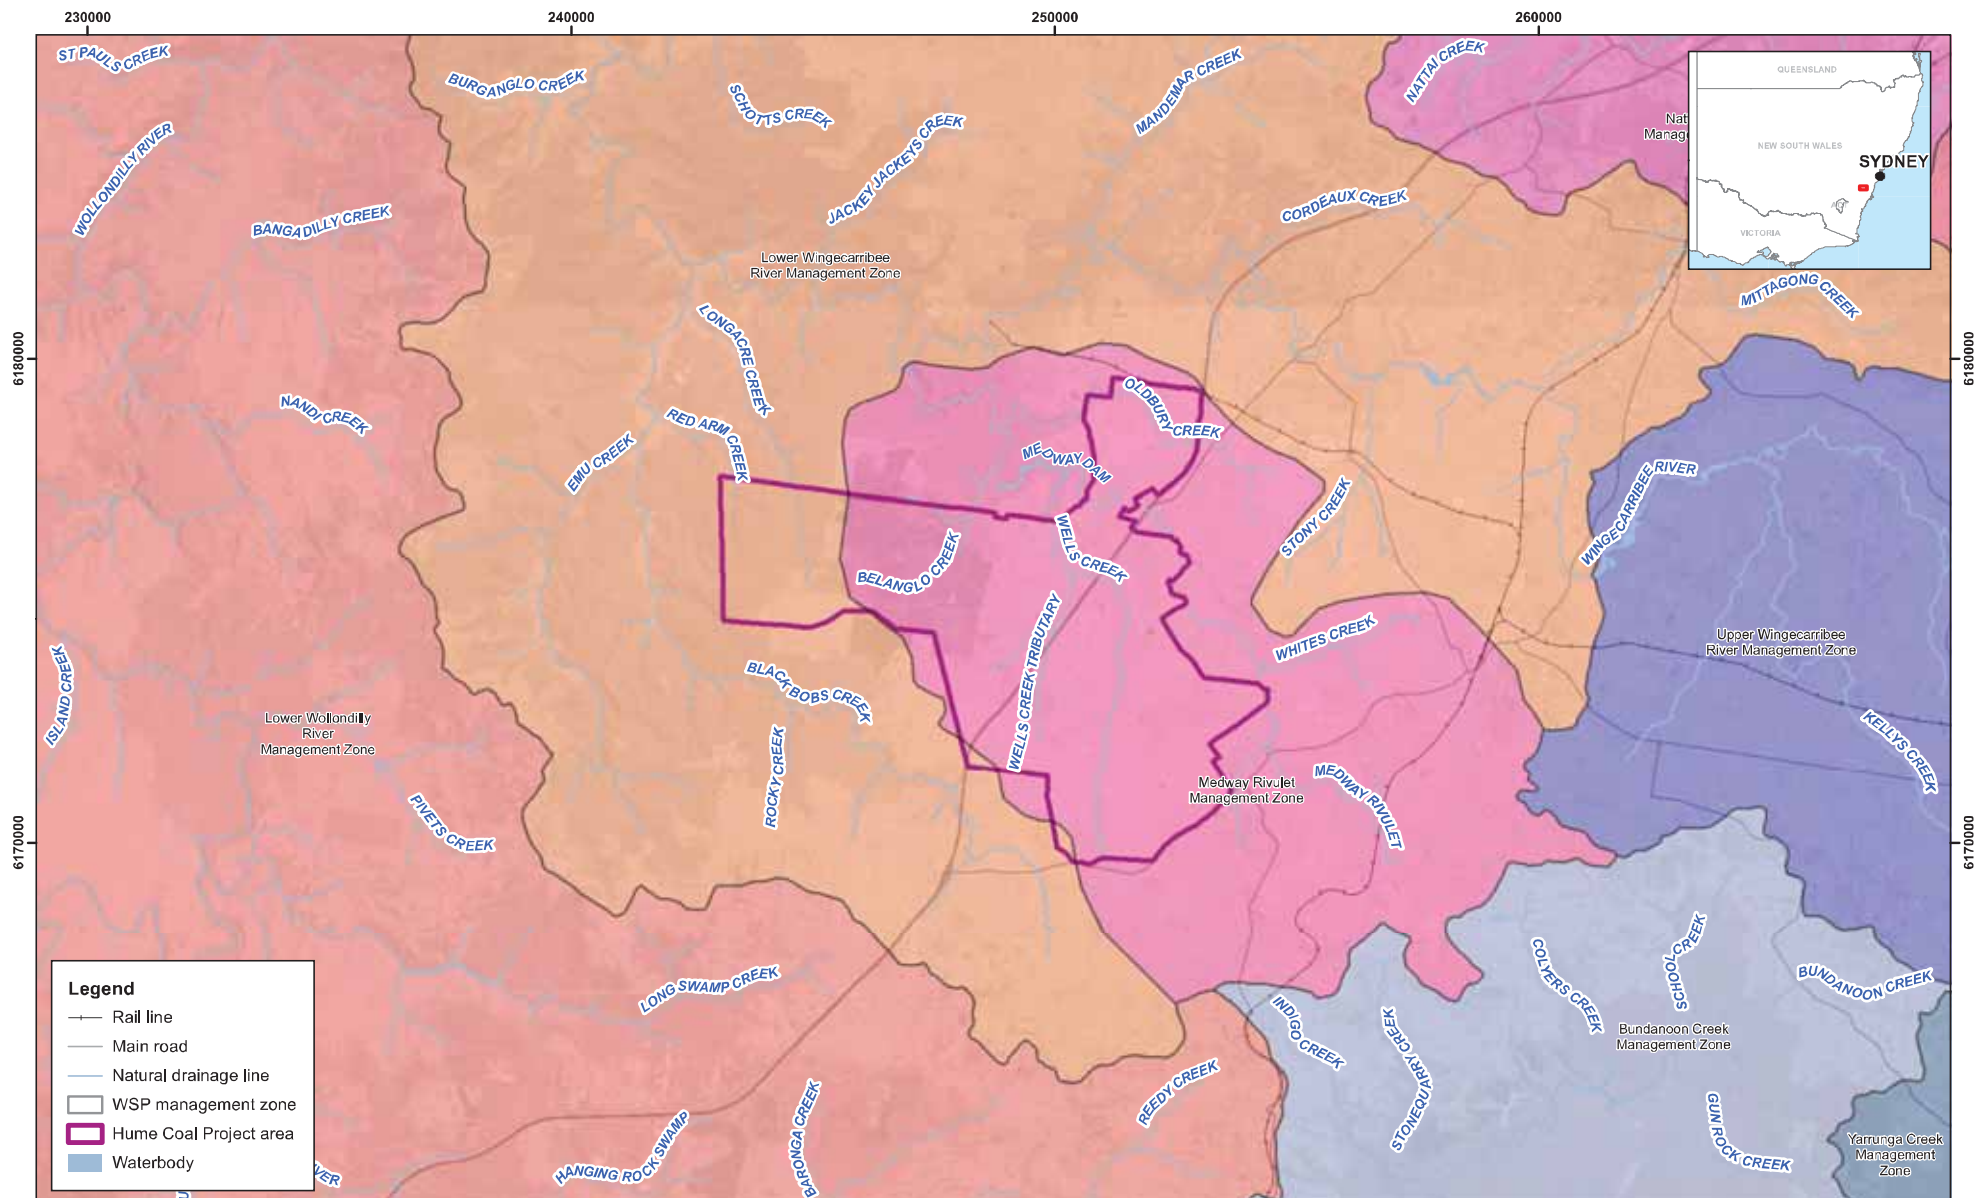 230000
240000
250000
260000
ST PAULS CREEK
BURGANGLO CREEK
SCHOTTS CREEK
JACKEY JACKEYS CREEK
MANDEMAR CREEK
NATTAI CREEK
WOLLONDILLY RIVER
BANGADILLY CREEK
CORDEAUX CREEK
Nat
Manag
QUEENSLAND
NEW SOUTH WALES
SYDNEY
ACT
VICTORIA
Lower Wingecarribee
River Management Zone
MITTAGONG CREEK
LONGACRE CREEK
6180000
6180000
NANDI CREEK
RED ARM CREEK
EMU CREEK
OLDBURY CREEK
MEDWAY DAM
STONY CREEK
WINGECARRIBEE RIVER
WELLS CREEK
BELANGLO CREEK
WELLS CREEK TRIBUTARY
WHITES CREEK
Upper Wingecarribee
River Management Zone
ISLAND CREEK
BLACK BOBS CREEK
Lower Wollondilly
River
Management Zone
ROCKY CREEK
KELLYS CREEK
Medway Rivulet
Management Zone
MEDWAY RIVULET
PIVETS CREEK
6170000
6170000
LONG SWAMP CREEK
COLYERS CREEK
SCHOOL CREEK
BUNDANOON CREEK
INDIGO CREEK
STONEQUARRY CREEK
Bundanoon Creek
Management Zone
REEDY CREEK
BARONGA CREEK
HANGING ROCK SWAMP
GUN ROCK CREEK
Yarrunga Creek
Management
Zone
IVER
Legend
Rail line
Main road
Natural drainage line
WSP management zone
Hume Coal Project area
Waterbody